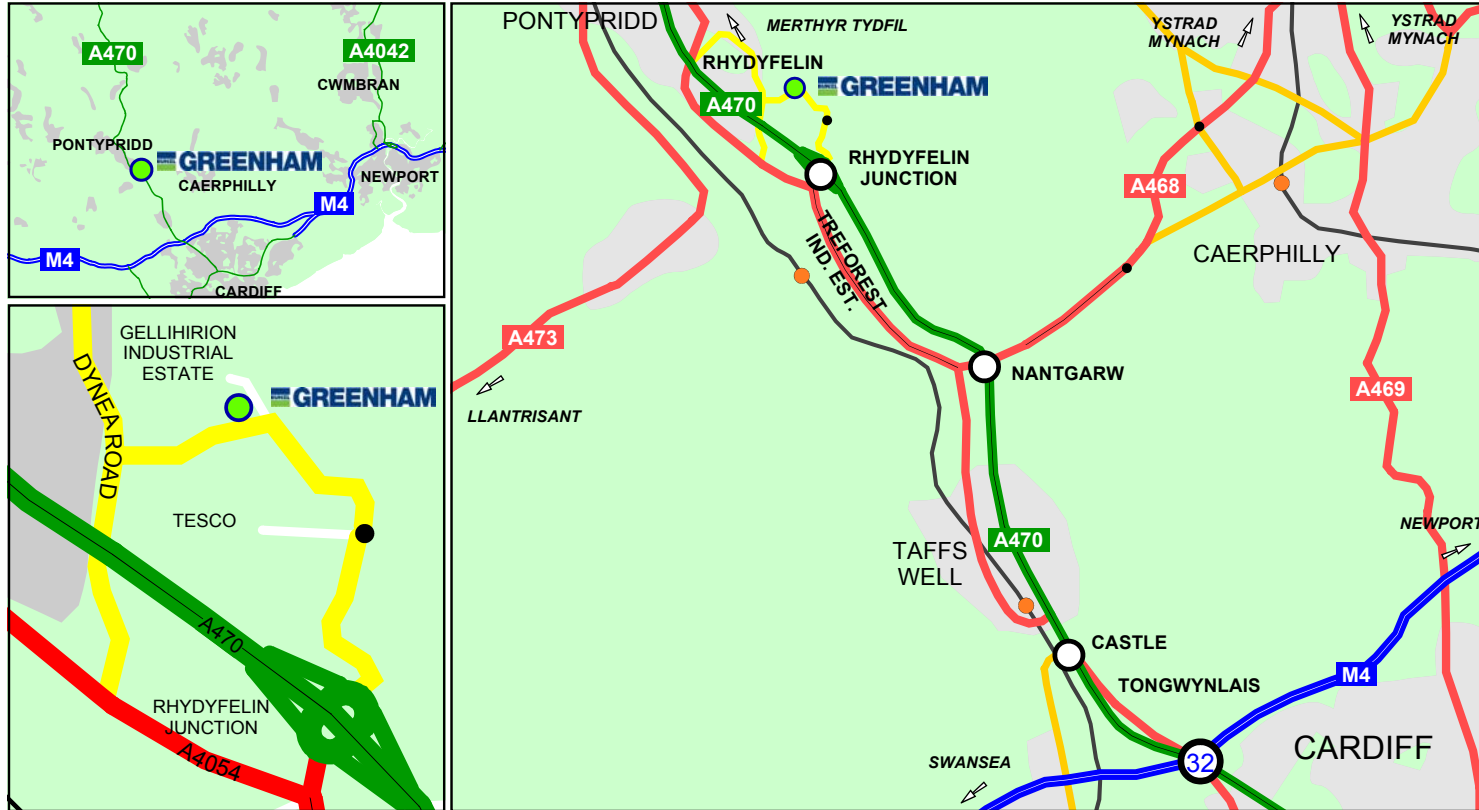 A470
A4042
CWMBRAN
PONTYPRIDD
GREENHAM
CAERPHILLY
NEWPORT
M4
M4
CARDIFF
GELLIHIRION
INDUSTRIAL
ESTATE
GREENHAM
DYNEA ROAD
TESCO
A470
RHYDYFELIN
JUNCTION
A4054
PONTYPRIDD
MERTHYR TYDFIL
YSTRAD
MYNACH
YSTRAD
MYNACH
RHYDYFELIN
GREENHAM
A470
RHYDYFELIN
JUNCTION
A468
TREFOREST
IND. EST.
CAERPHILLY
A473
NANTGARW
A469
LLANTRISANT
NEWPORT
A470
TAFFS
WELL
CASTLE
M4
TONGWYNLAIS
CARDIFF
SWANSEA
32